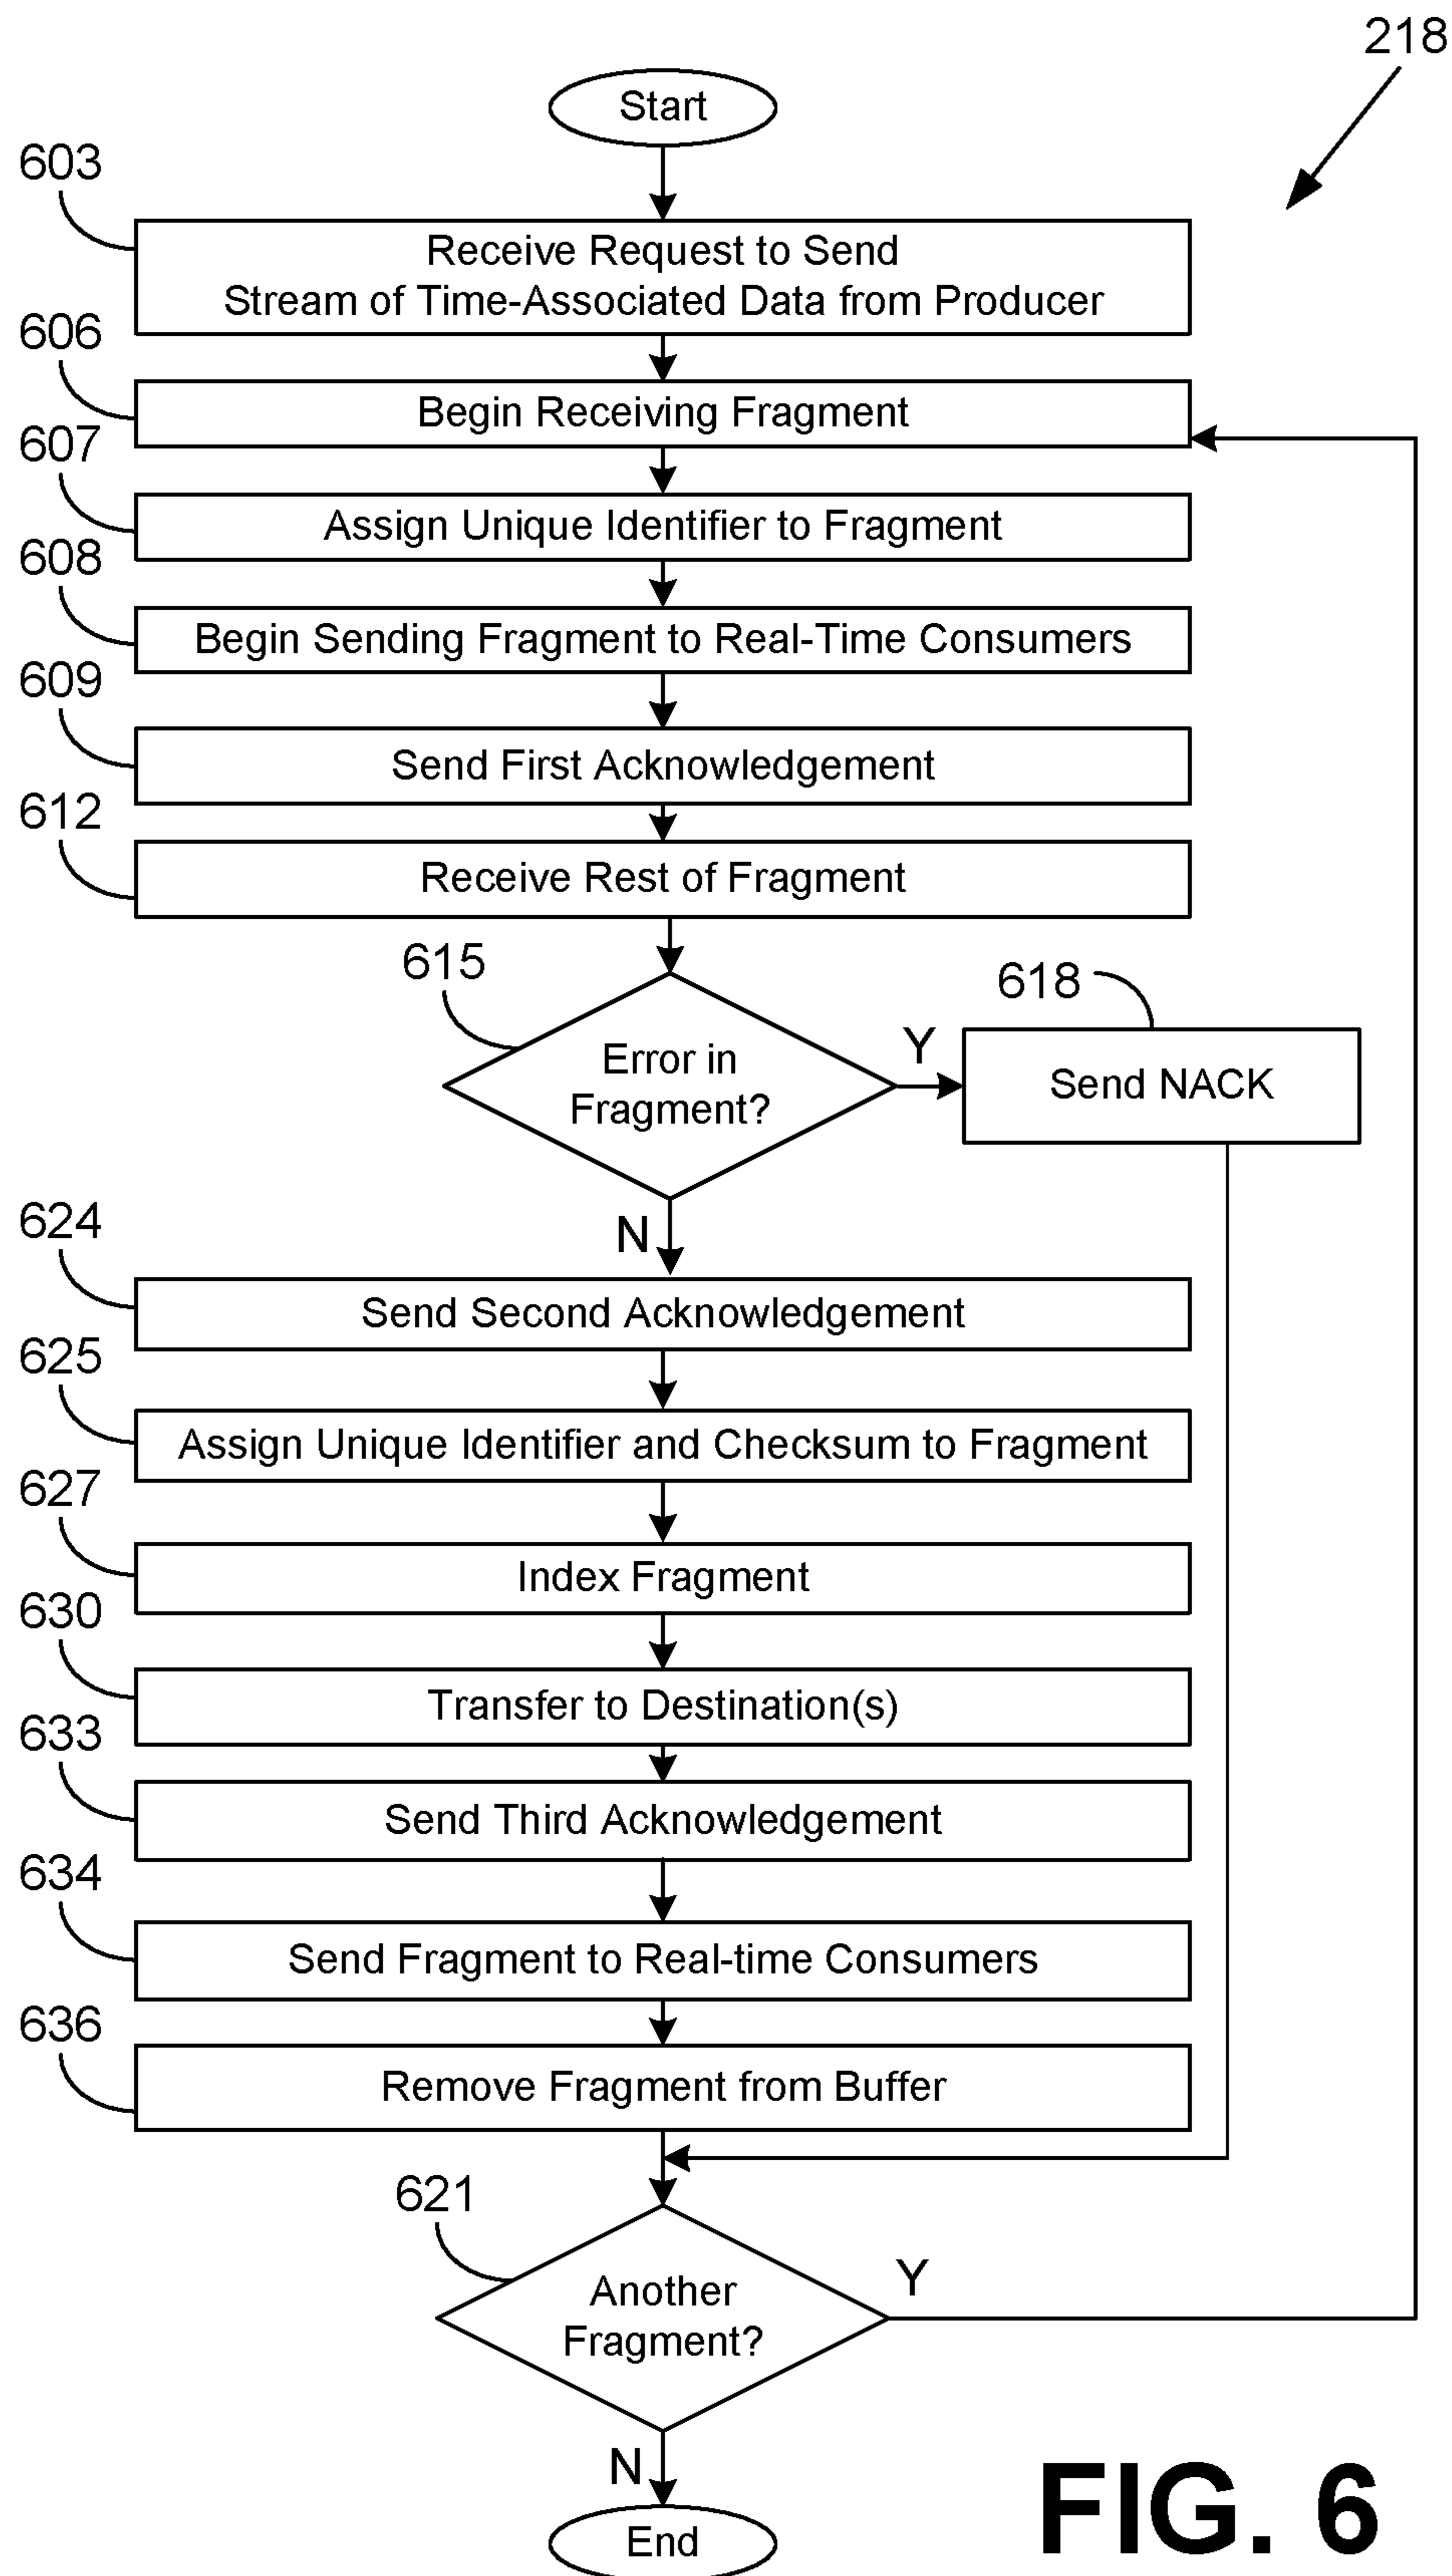 218
Start
603
Receive Request to Send
Stream of Time-Associated Data from Producer
606
Begin Receiving Fragment
607
Assign Unique Identifier to Fragment
608
Begin Sending Fragment to Real-Time Consumers
609
Send First Acknowledgement
612
Receive Rest of Fragment
615
618
Error in
Fragment?
Y
Send NACK
N
624
Send Second Acknowledgement
625
Assign Unique Identifier and Checksum to Fragment
627
Index Fragment
630
Transfer to Destination(s)
633
Send Third Acknowledgement
634
Send Fragment to Real-time Consumers
636
Remove Fragment from Buffer
621
Another
Fragment?
Y
N
End
FIG. 6